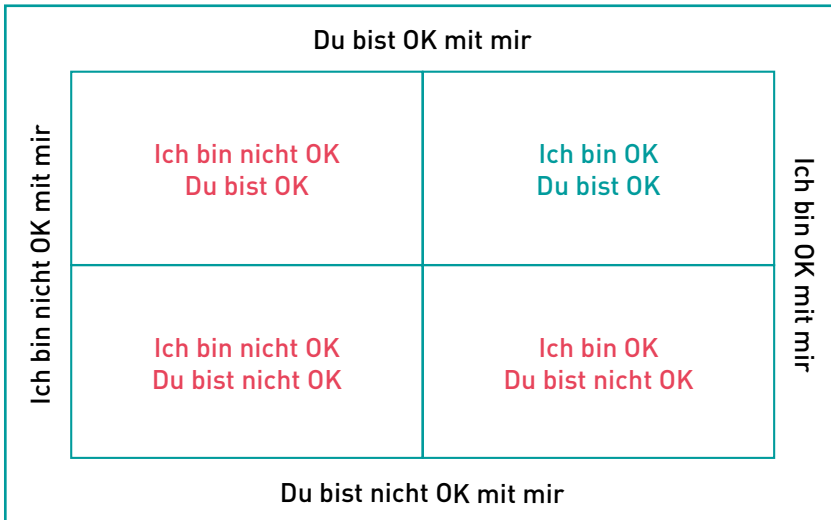 Du bist OK mit mir
Ich bin nicht OK mit mir
Ich bin nicht OK
Du bist OK
Ich bin OK
Du bist OK
Ich bin OK mit mir
Ich bin nicht OK
Du bist nicht OK
Ich bin OK
Du bist nicht OK
Du bist nicht OK mit mir